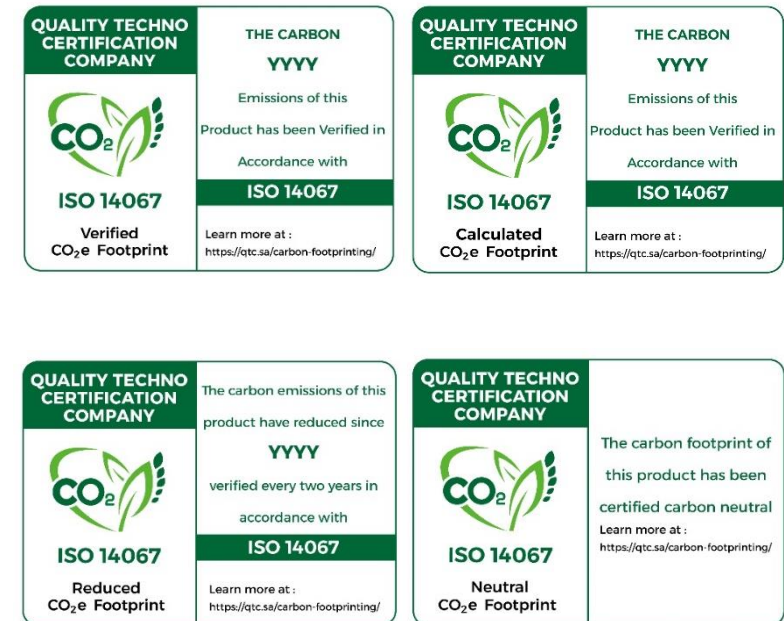 QUALITY TECHNO
CERTIFICATION
COMPANY
CO2
ISO 14067
Verified
CO₂e Footprint
THE CARBON
YYYY
Emissions of this
Product has been Verified in
Accordance with
ISO 14067
Learn more at :
https://qtc.sa/carbon-footprinting/
QUALITY TECHNO
CERTIFICATION
COMPANY
CO2
ISO 14067
Calculated
CO₂e Footprint
THE CARBON
YYYY
Emissions of this
Product has been Verified in
Accordance with
ISO 14067
Learn more at :
https://qtc.sa/carbon-footprinting/
QUALITY TECHNO
CERTIFICATION
COMPANY
CO2
ISO 14067
Reduced
CO₂e Footprint
The carbon emissions of this
product have reduced since
YYYY
verified every two years in
accordance with
ISO 14067
Learn more at :
https://qtc.sa/carbon-footprinting/
QUALITY TECHNO
CERTIFICATION
COMPANY
CO2
ISO 14067
Neutral
CO₂e Footprint
The carbon footprint of
this product has been
certified carbon neutral
Learn more at :
https://qtc.sa/carbon-footprinting/